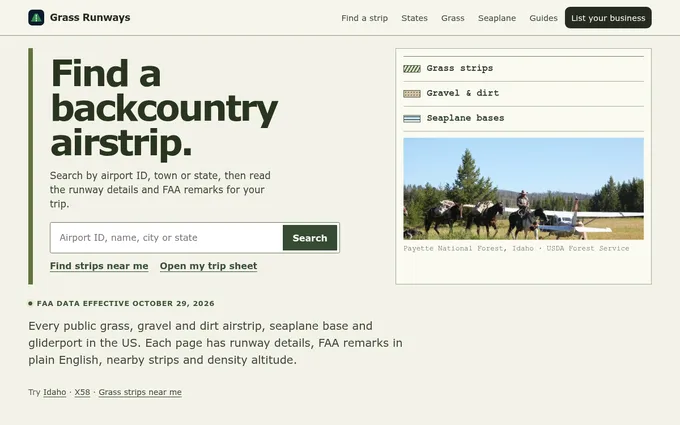 Grass Runways
Find a strip
States
Grass
Seaplane
Guides
List your business
Find a
backcountry
airstrip.
Search by airport ID, town or state, then read
the runway details and FAA remarks for your
trip.
Airport ID, name, city or state
Search
Find strips near me
Open my trip sheet
Grass strips
Gravel & dirt
Seaplane bases
Payette National Forest, Idaho · USDA Forest Service
FAA DATA EFFECTIVE OCTOBER 29, 2026
Every public grass, gravel and dirt airstrip, seaplane base and
gliderport in the US. Each page has runway details, FAA remarks in
plain English, nearby strips and density altitude.
Try Idaho · X58 · Grass strips near me